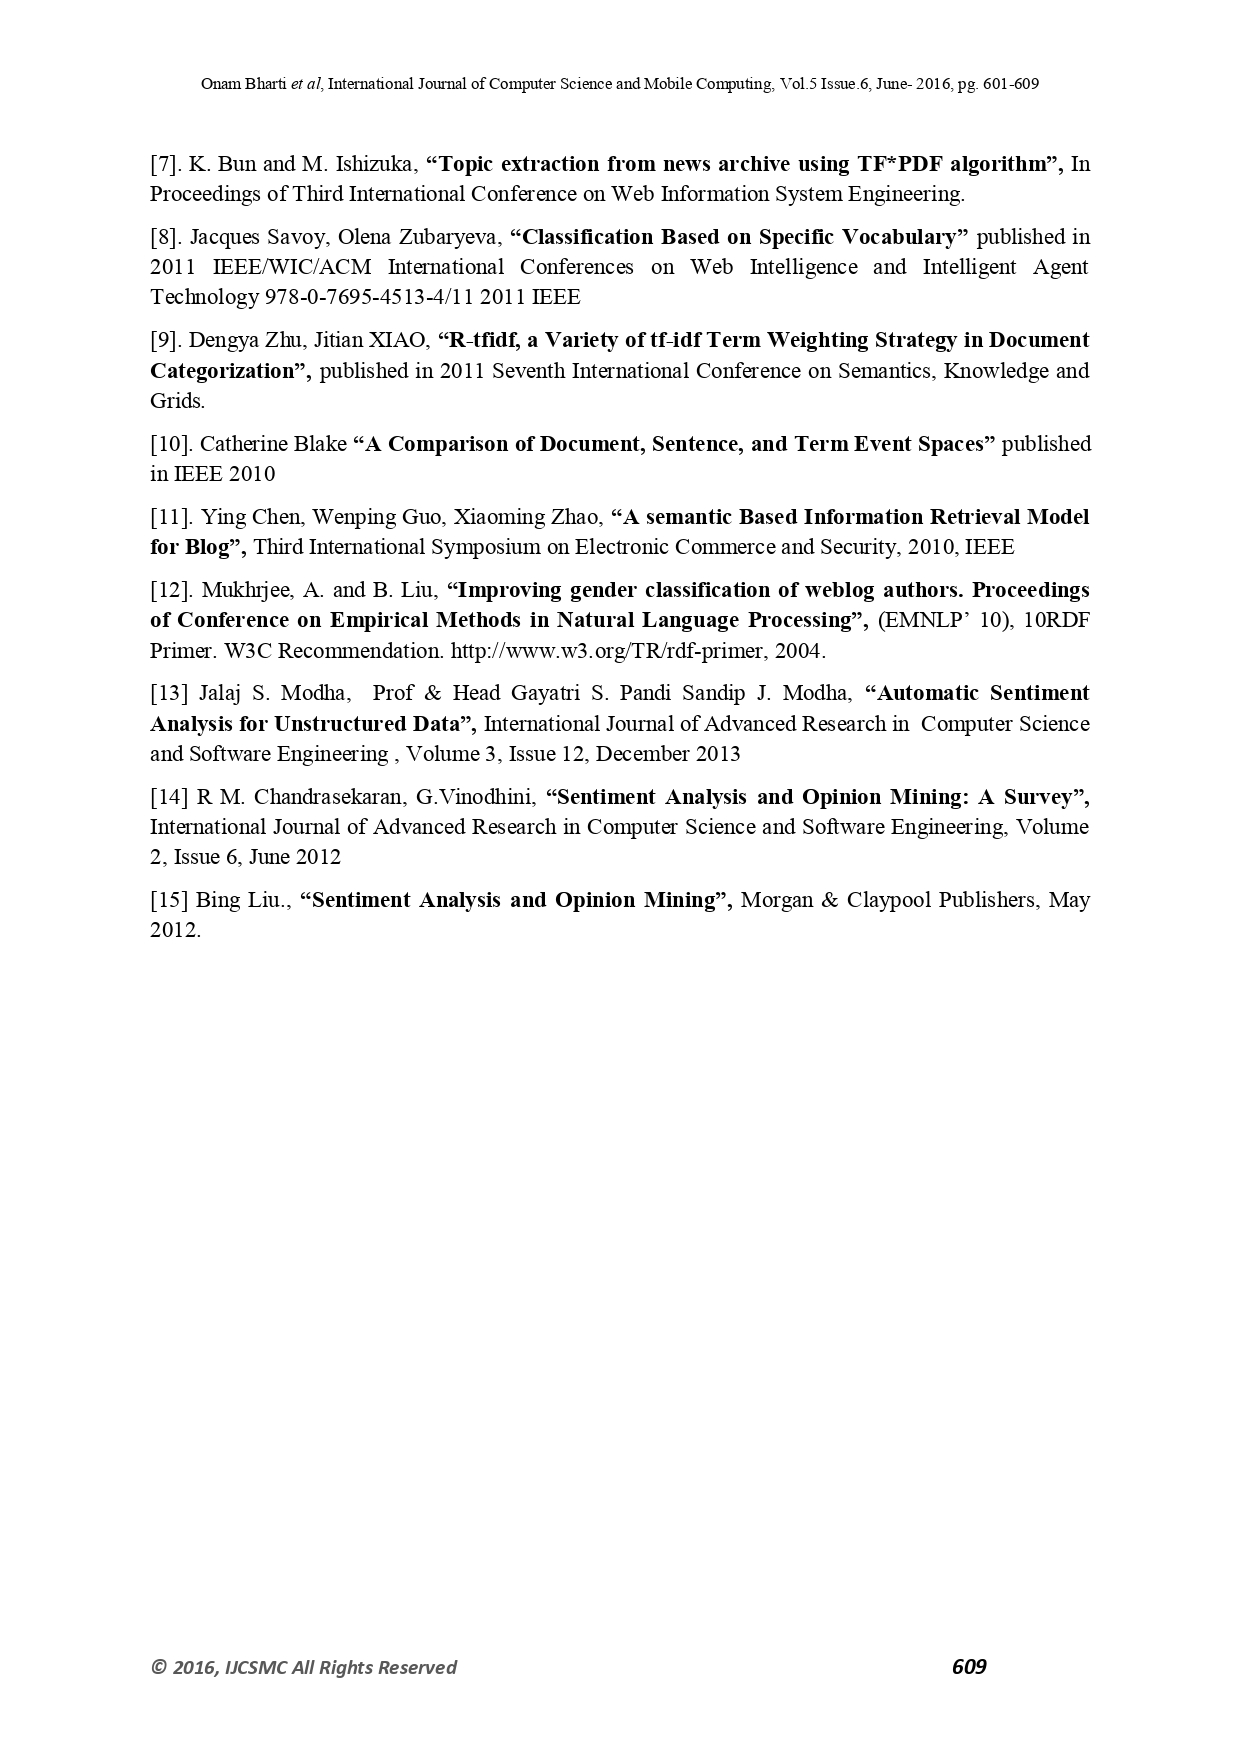 Onam Bharti et al, International Journal of Computer Science and Mobile Computing, Vol.5 Issue.6, June- 2016, pg. 601-609
[7]. K. Bun and M. Ishizuka, “Topic extraction from news archive using TF*PDF algorithm”, In
Proceedings of Third International Conference on Web Information System Engineering.
[8]. Jacques Savoy, Olena Zubaryeva, “Classification Based on Specific Vocabulary” published in
2011 IEEE/WIC/ACM International Conferences on Web Intelligence and Intelligent Agent
Technology 978-0-7695-4513-4/11 2011 IEEE
[9]. Dengya Zhu, Jitian XIAO, “R-tfidf, a Variety of tf-idf Term Weighting Strategy in Document
Categorization”, published in 2011 Seventh International Conference on Semantics, Knowledge and
Grids.
[10]. Catherine Blake “A Comparison of Document, Sentence, and Term Event Spaces” published
in IEEE 2010
[11]. Ying Chen, Wenping Guo, Xiaoming Zhao, “A semantic Based Information Retrieval Model
for Blog”, Third International Symposium on Electronic Commerce and Security, 2010, IEEE
[12]. Mukhrjee, A. and B. Liu, “Improving gender classification of weblog authors. Proceedings
of Conference on Empirical Methods in Natural Language Processing”, (EMNLP’ 10), 10RDF
Primer. W3C Recommendation. http://www.w3.org/TR/rdf-primer, 2004.
[13] Jalaj S. Modha, Prof & Head Gayatri S. Pandi Sandip J. Modha, “Automatic Sentiment
Analysis for Unstructured Data”, International Journal of Advanced Research in Computer Science
and Software Engineering , Volume 3, Issue 12, December 2013
[14] R M. Chandrasekaran, G.Vinodhini, “Sentiment Analysis and Opinion Mining: A Survey”,
International Journal of Advanced Research in Computer Science and Software Engineering, Volume
2, Issue 6, June 2012
[15] Bing Liu., “Sentiment Analysis and Opinion Mining”, Morgan & Claypool Publishers, May
2012.
© 2016, IJCSMC All Rights Reserved 609